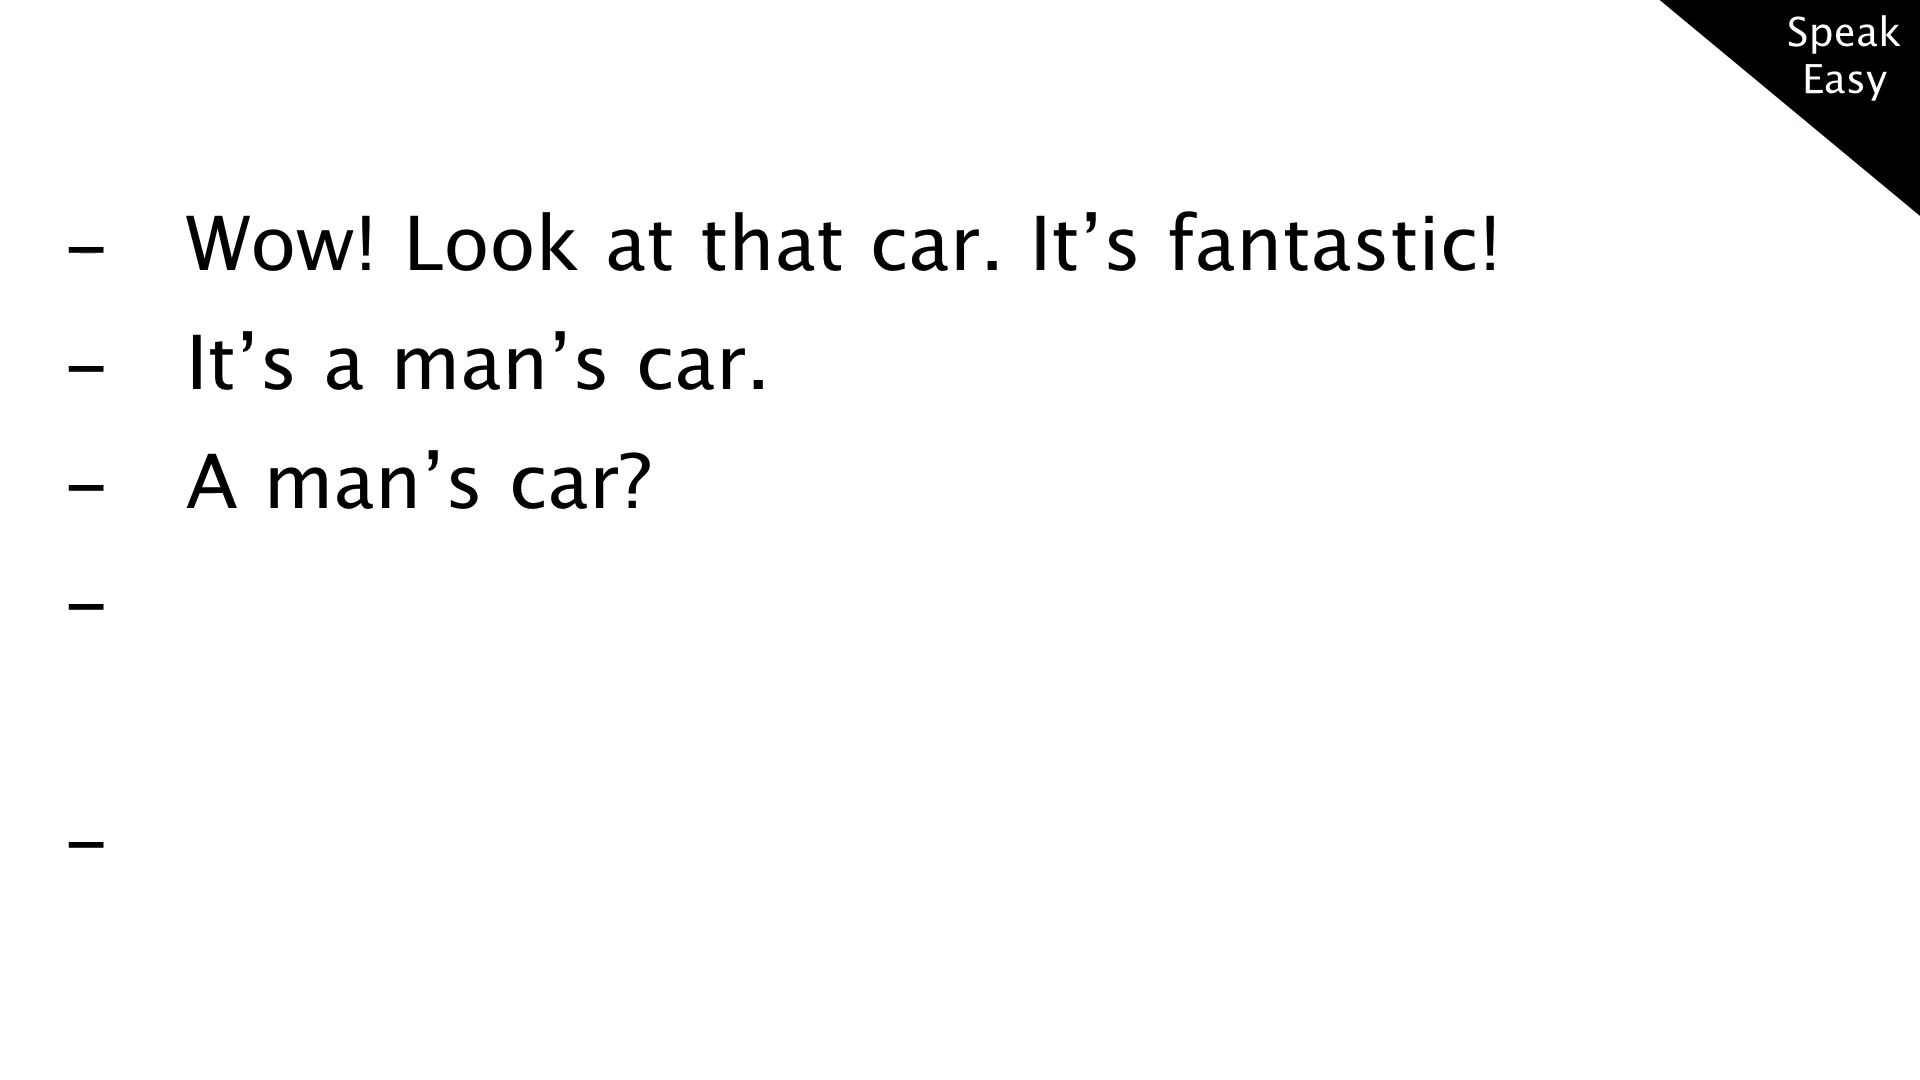 Speak
Easy
– Wow! Look at that car. It’s fantastic!
– It’s a man’s car.
– A man’s car?
–
–